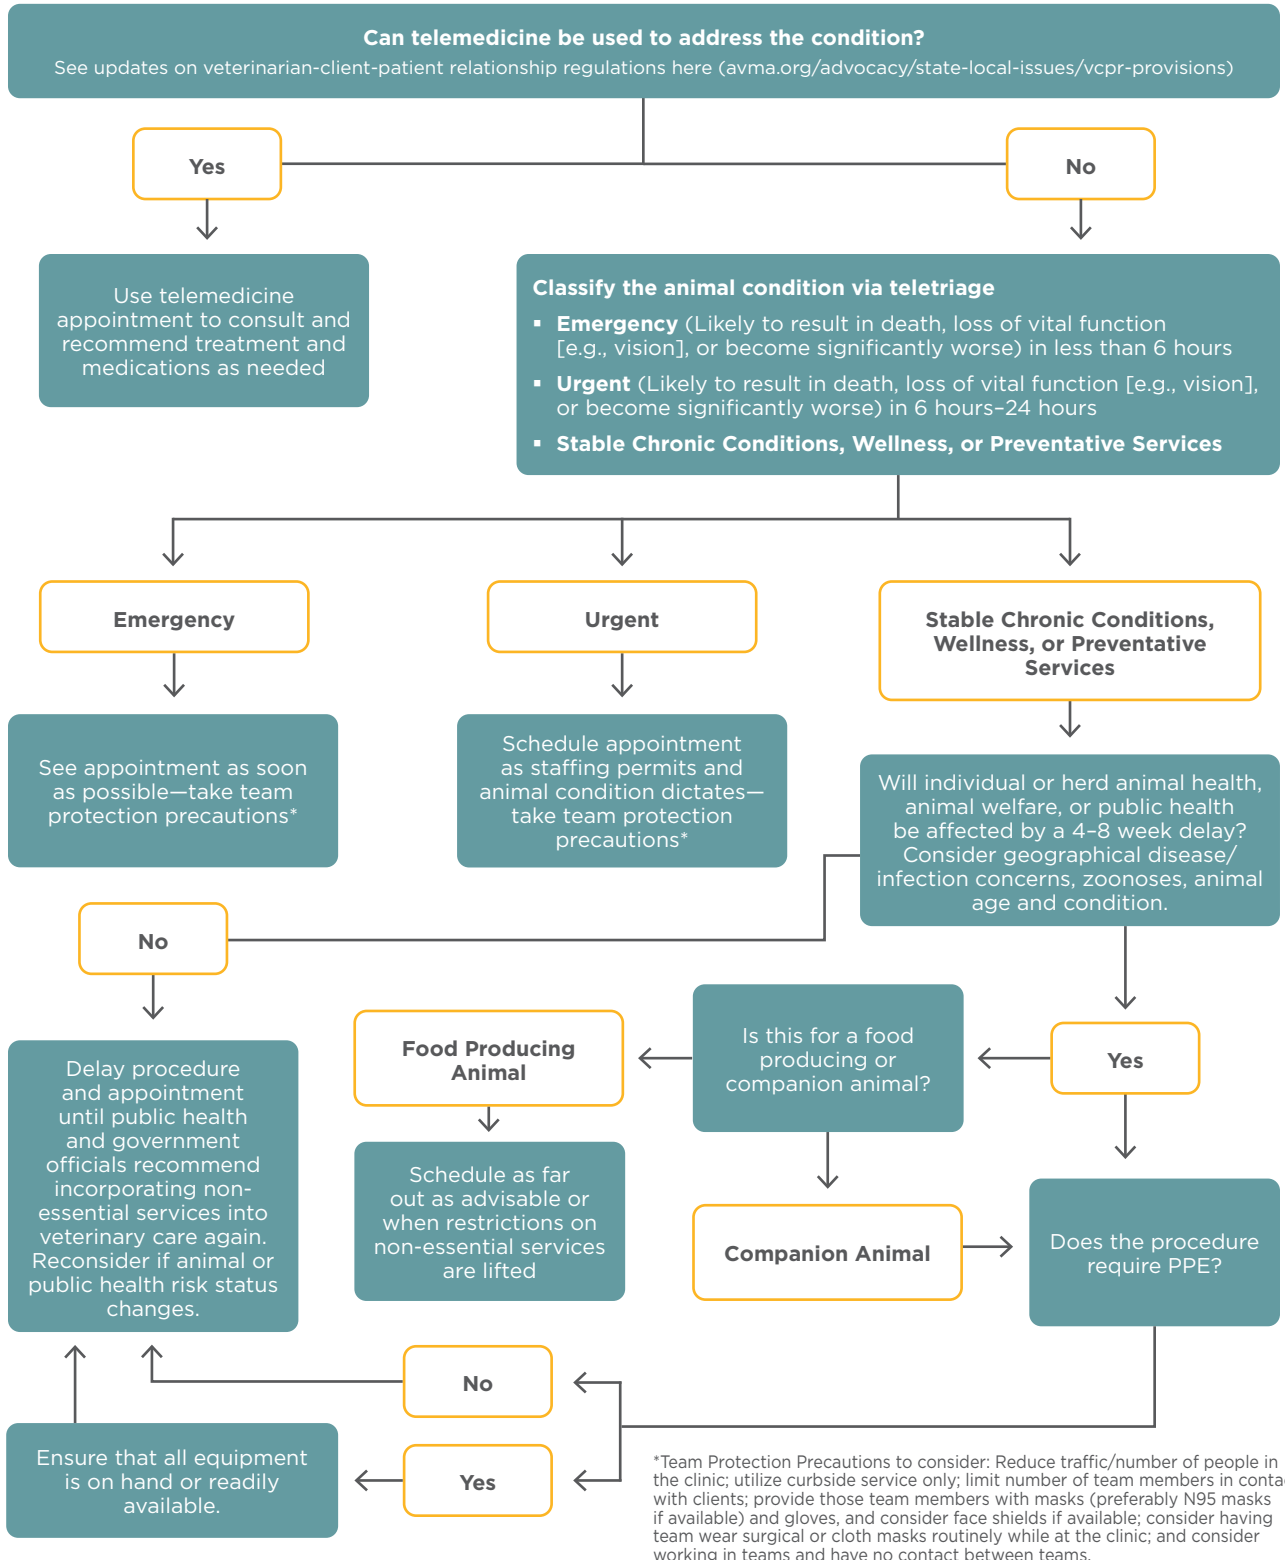 Can telemedicine be used to address the condition?
See updates on veterinarian-client-patient relationship regulations here (avma.org/advocacy/state-local-issues/vcpr-provisions)
Yes
No
Use telemedicine
appointment to consult and
recommend treatment and
medications as needed
Classify the animal condition via teletriage
▪ Emergency (Likely to result in death, loss of vital function
[e.g., vision], or become significantly worse) in less than 6 hours
▪ Urgent (Likely to result in death, loss of vital function [e.g., vision],
or become significantly worse) in 6 hours–24 hours
▪ Stable Chronic Conditions, Wellness, or Preventative Services
Emergency
Urgent
Stable Chronic Conditions,
Wellness, or Preventative
Services
See appointment as soon
as possible—take team
protection precautions*
Schedule appointment
as staffing permits and
animal condition dictates—
take team protection
precautions*
Will individual or herd animal health,
animal welfare, or public health
be affected by a 4–8 week delay?
Consider geographical disease/
infection concerns, zoonoses, animal
age and condition.
No
Delay procedure
and appointment
until public health
and government
officials recommend
incorporating non-
essential services into
veterinary care again.
Reconsider if animal or
public health risk status
changes.
Food Producing
Animal
Is this for a food
producing or
companion animal?
Yes
Schedule as far
out as advisable or
when restrictions on
non-essential services
are lifted
Companion Animal
Does the procedure
require PPE?
No
Yes
Ensure that all equipment
is on hand or readily
available.
*Team Protection Precautions to consider: Reduce traffic/number of people in
the clinic; utilize curbside service only; limit number of team members in contac
with clients; provide those team members with masks (preferably N95 masks
if available) and gloves, and consider face shields if available; consider having
team wear surgical or cloth masks routinely while at the clinic; and consider
working in teams and have no contact between teams.